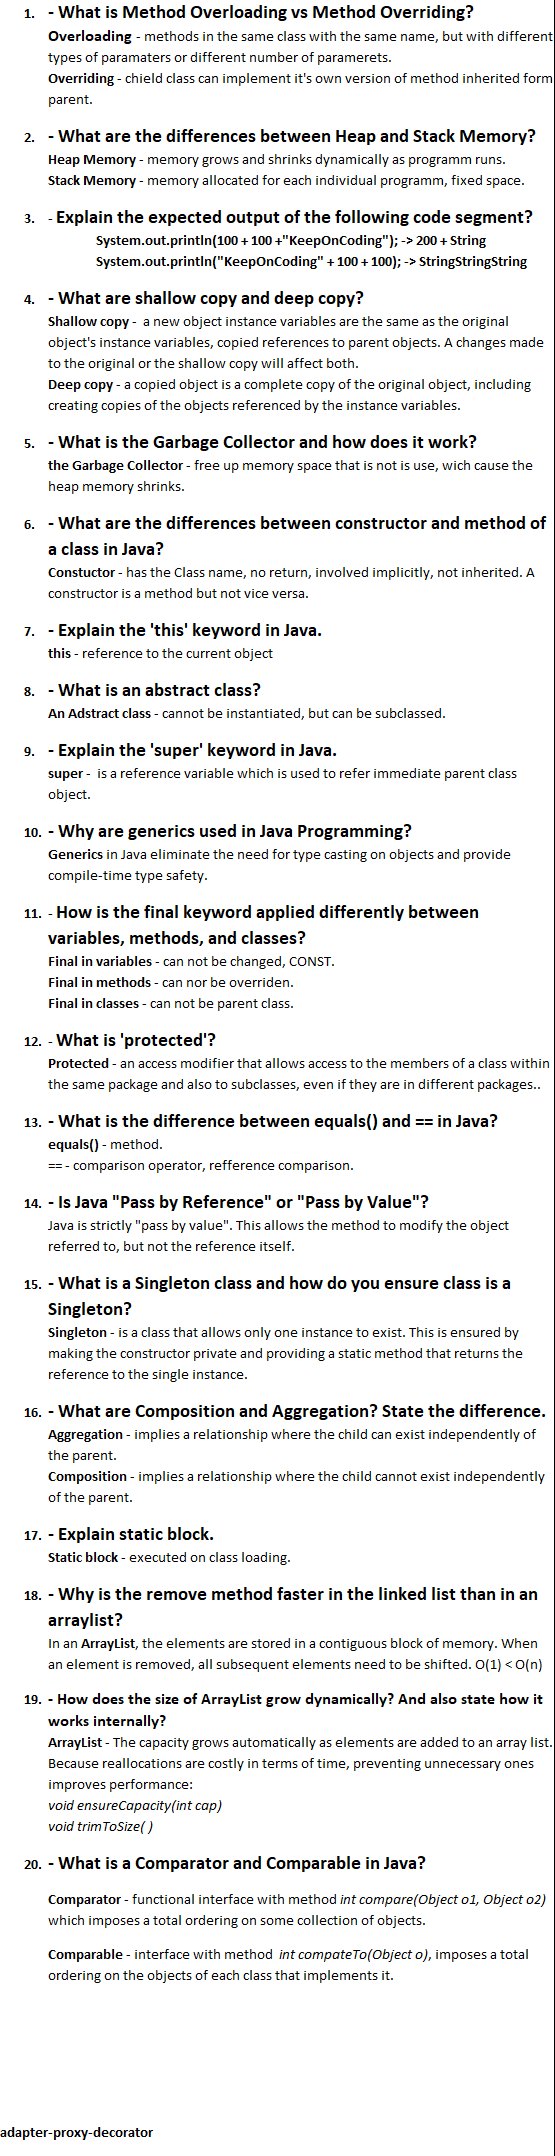 1. - What is Method Overloading vs Method Overriding?
Overloading - methods in the same class with the same name, but with different
types of paramaters or different number of paramerets.
Overriding - chield class can implement it's own version of method inherited form
parent.
2. - What are the differences between Heap and Stack Memory?
Heap Memory - memory grows and shrinks dynamically as programm runs.
Stack Memory - memory allocated for each individual programm, fixed space.
3. - Explain the expected output of the following code segment?
System.out.println(100 + 100 +"KeepOnCoding"); -> 200 + String
System.out.println("KeepOnCoding" + 100 + 100); -> StringStringString
4. - What are shallow copy and deep copy?
Shallow copy - a new object instance variables are the same as the original
object's instance variables, copied references to parent objects. A changes made
to the original or the shallow copy will affect both.
Deep copy - a copied object is a complete copy of the original object, including
creating copies of the objects referenced by the instance variables.
5. - What is the Garbage Collector and how does it work?
the Garbage Collector - free up memory space that is not is use, wich cause the
heap memory shrinks.
6. - What are the differences between constructor and method of
a class in Java?
Constuctor - has the Class name, no return, involved implicitly, not inherited. A
constructor is a method but not vice versa.
7. - Explain the 'this' keyword in Java.
this - reference to the current object
8. - What is an abstract class?
An Adstract class - cannot be instantiated, but can be subclassed.
9. - Explain the 'super' keyword in Java.
super - is a reference variable which is used to refer immediate parent class
object.
10. - Why are generics used in Java Programming?
Generics in Java eliminate the need for type casting on objects and provide
compile-time type safety.
11. - How is the final keyword applied differently between
variables, methods, and classes?
Final in variables - can not be changed, CONST.
Final in methods - can nor be overriden.
Final in classes - can not be parent class.
12. - What is 'protected'?
Protected - an access modifier that allows access to the members of a class within
the same package and also to subclasses, even if they are in different packages..
13. - What is the difference between equals() and == in Java?
equals() - method.
== - comparison operator, refference comparison.
14. - Is Java "Pass by Reference" or "Pass by Value"?
Java is strictly "pass by value". This allows the method to modify the object
referred to, but not the reference itself.
15. - What is a Singleton class and how do you ensure class is a
Singleton?
Singleton - is a class that allows only one instance to exist. This is ensured by
making the constructor private and providing a static method that returns the
reference to the single instance.
16. - What are Composition and Aggregation? State the difference.
Aggregation - implies a relationship where the child can exist independently of
the parent.
Composition - implies a relationship where the child cannot exist independently
of the parent.
17. - Explain static block.
Static block - executed on class loading.
18. - Why is the remove method faster in the linked list than in an
arraylist?
In an ArrayList, the elements are stored in a contiguous block of memory. When
an element is removed, all subsequent elements need to be shifted. O(1) < O(n)
19. - How does the size of ArrayList grow dynamically? And also state how it
works internally?
ArrayList - The capacity grows automatically as elements are added to an array list.
Because reallocations are costly in terms of time, preventing unnecessary ones
improves performance:
void ensureCapacity(int cap)
void trimToSize( )
20. - What is a Comparator and Comparable in Java?
Comparator - functional interface with method int compare(Object o1, Object o2)
which imposes a total ordering on some collection of objects.
Comparable - interface with method int compateTo(Object o), imposes a total
ordering on the objects of each class that implements it.
adapter-proxy-decorator